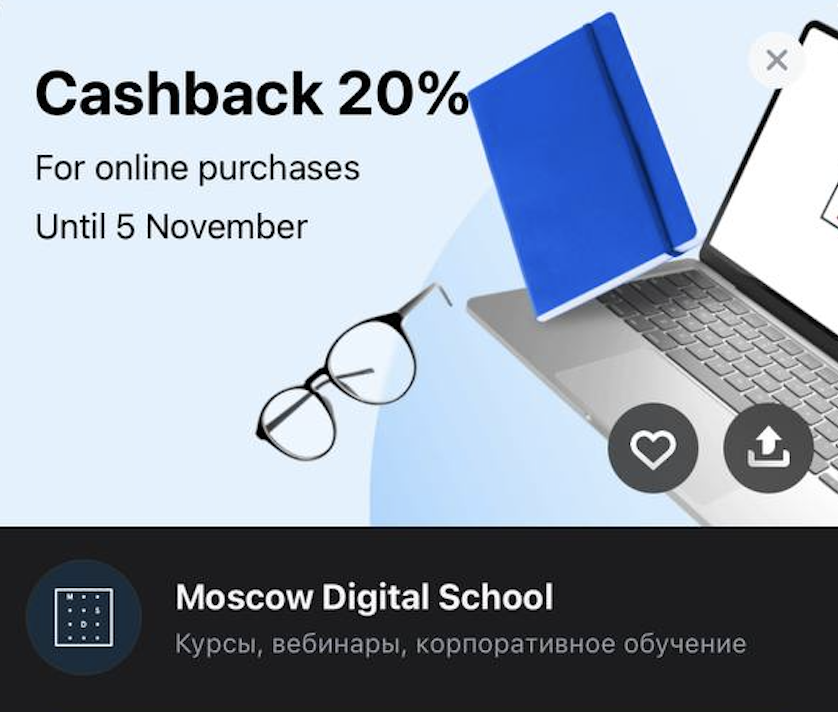 Cashback 20%
For online purchases
Until 5 November
M
S
D
Moscow Digital School
Курсы, вебинары, корпоративное обучение